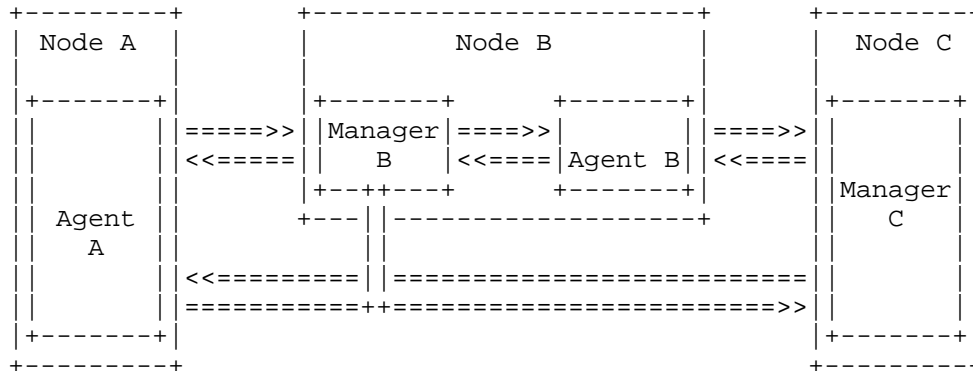 Node A Node B Node C
Manager
B Agent B
Manager
Agent C
A